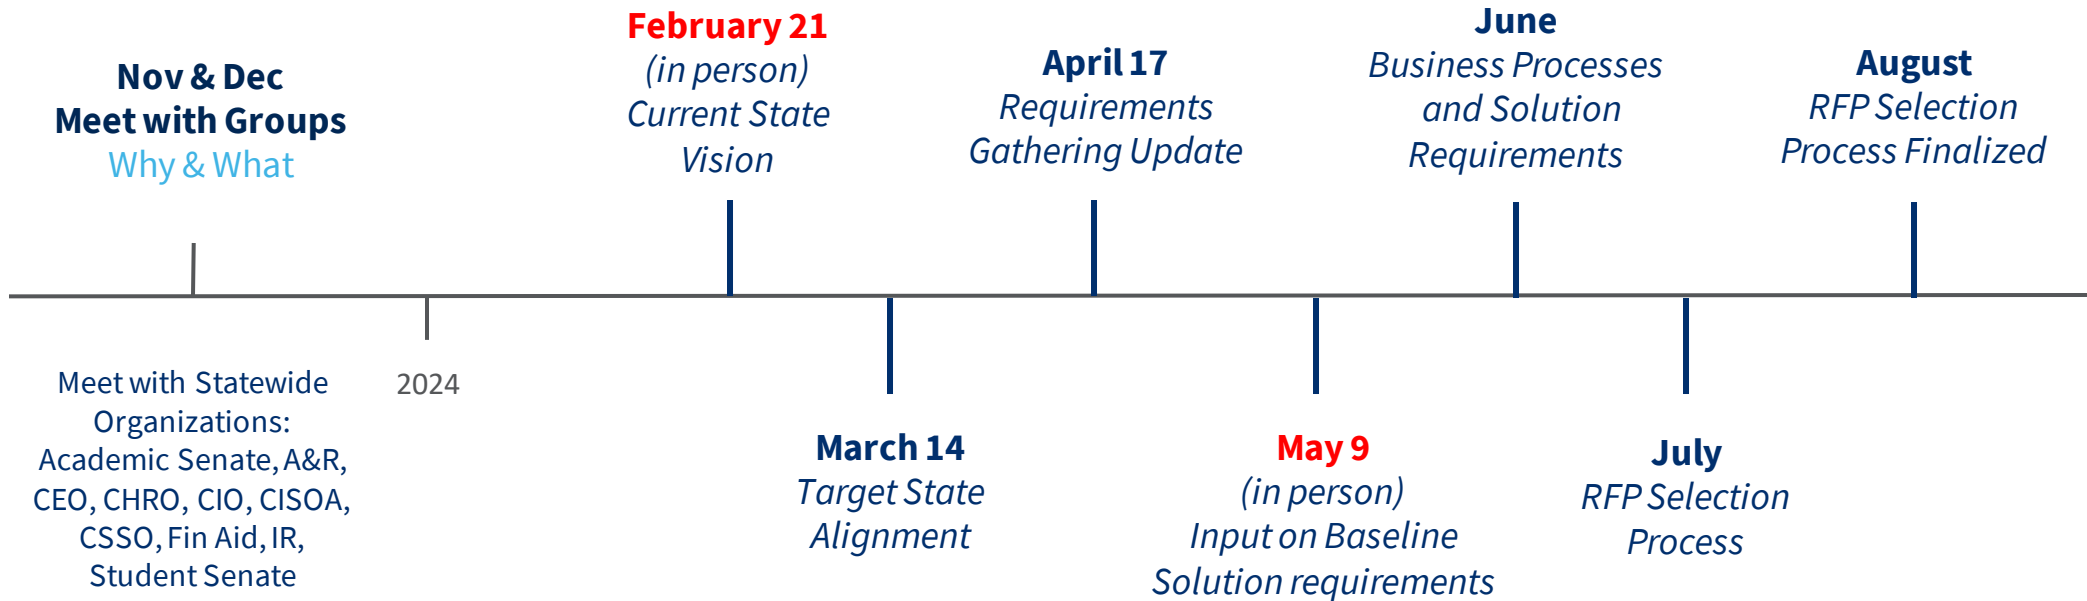 Nov & Dec
Meet with Groups
Why & What
Meet with Statewide
Organizations:
Academic Senate, A&R,
CEO, CHRO, CIO, CISOA,
CSSO, Fin Aid, IR,
Student Senate
2024
February 21
(in person)
Current State
Vision
March 14
Target State
Alignment
April 17
Requirements
Gathering Update
May 9
(in person)
Input on Baseline
Solution requirements
June
Business Processes
and Solution
Requirements
July
RFP Selection
Process
August
RFP Selection
Process Finalized